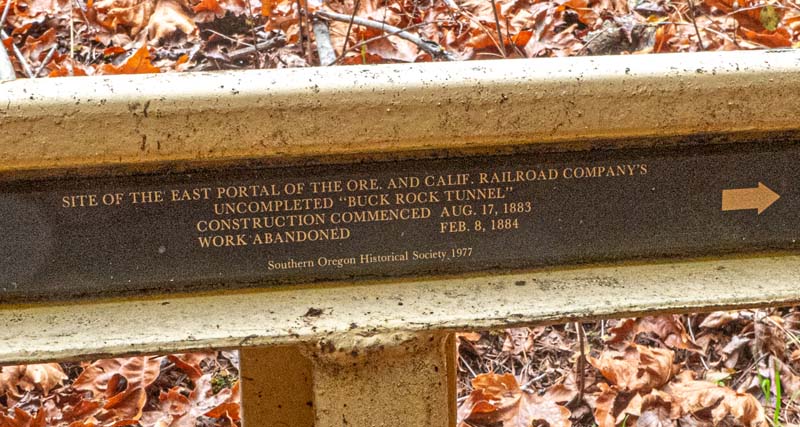 SITE OF THE EAST PORTAL OF THE ORE. AND CALIF. RAILROAD COMPANY'S
UNCOMPLETED "BUCK ROCK TUNNEL"
CONSTRUCTION COMMENCED AUG. 17, 1883
WORK ABANDONED FEB. 8, 1884
Southern Oregon Historical Society 1977